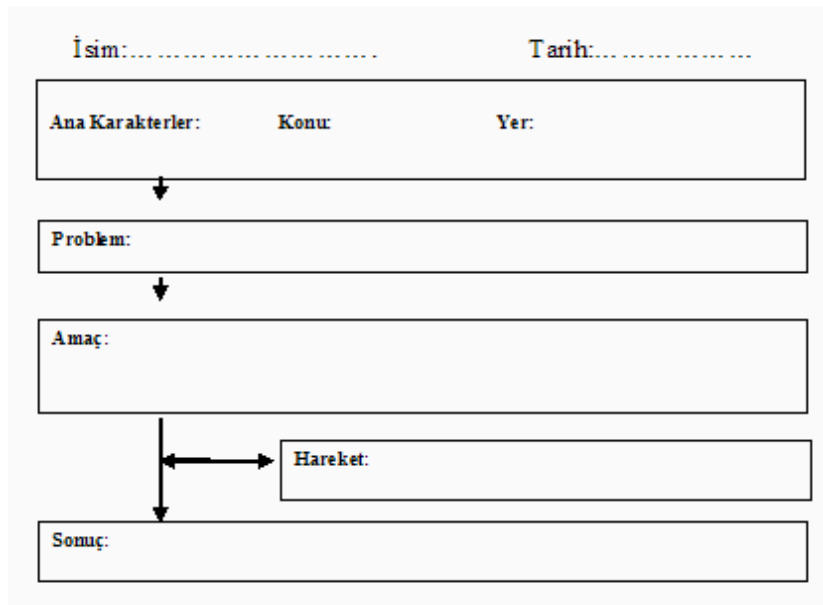 İsim:... ... ... ... ... ... ... ... . Tarih:... ... ... ... ... ...
Ana Karakterler: Konu: Yer:
Problem:
Amaç:
Hareket:
Sonuç: